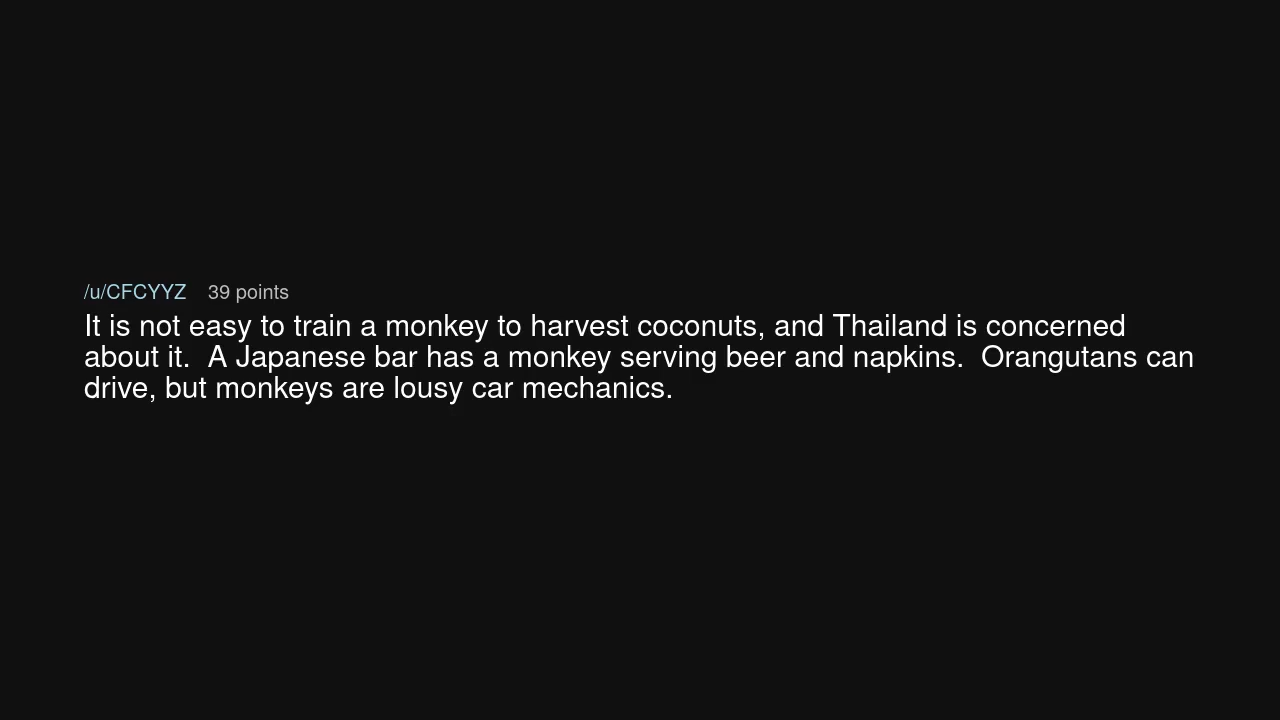 /u/CFCYYZ 39 points
It is not easy to train a monkey to harvest coconuts, and Thailand is concerned
about it.  A Japanese bar has a monkey serving beer and napkins.  Orangutans can
drive, but monkeys are lousy car mechanics.